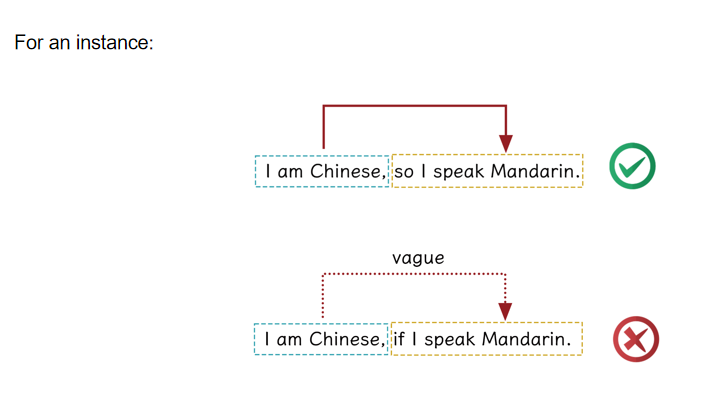 For an instance:
I am Chinese, so I speak Mandarin.
vague
I am Chinese, if I speak Mandarin.